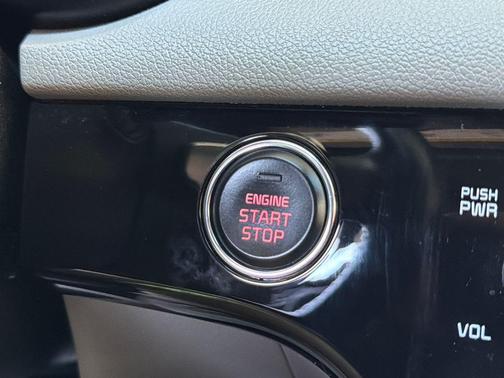 ENGINE
START
STOP
PUSH
PWR
VOL